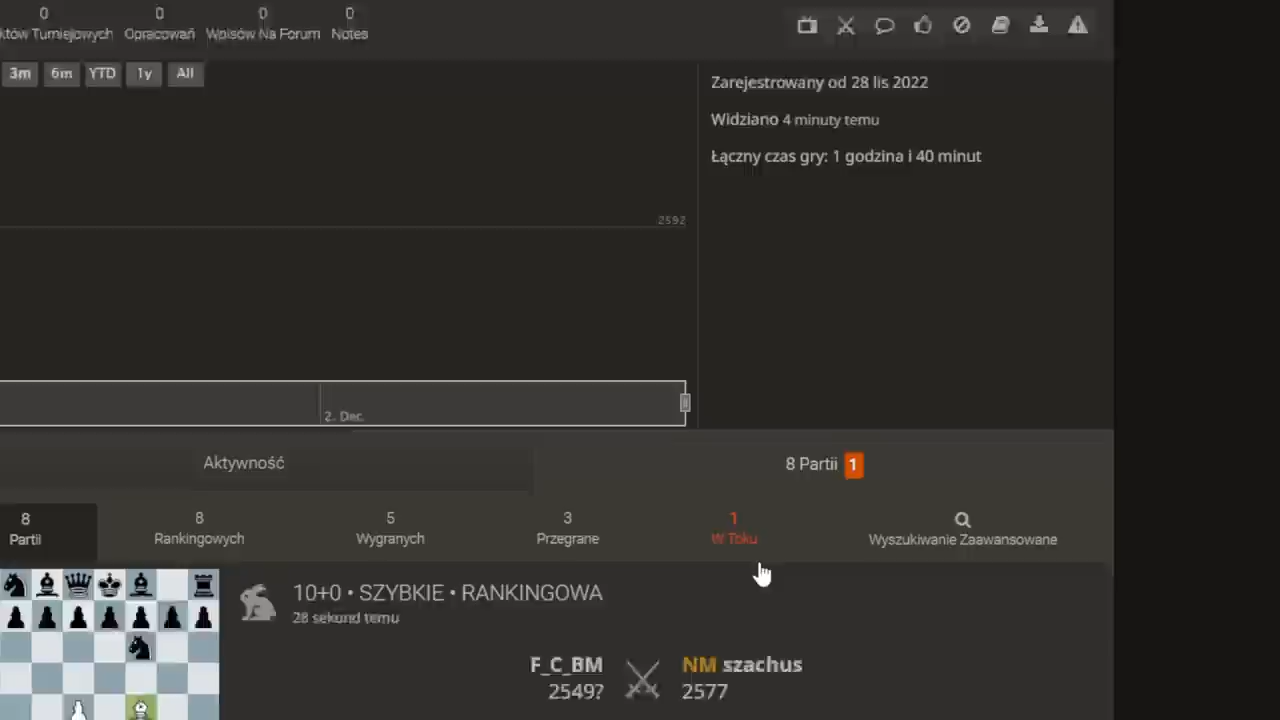 0 0 0 0
któw Turniejowych Opracowań Wpisów Na Forum Notes
3m 6m YTD 1y All
Zarejestrowany od 28 lis 2022
Widziano 4 minuty temu
Łączny czas gry: 1 godzina i 40 minut
2592
2. Dec
Aktywność 8 Partii 1
8 8 5 3 1
Partii Rankingowych Wygranych Przegrane W Toku Wyszukiwanie Zaawansowane
10+0 • SZYBKIE • RANKINGOWA
28 sekund temu
F_C_BM NM szachus
2549? 2577